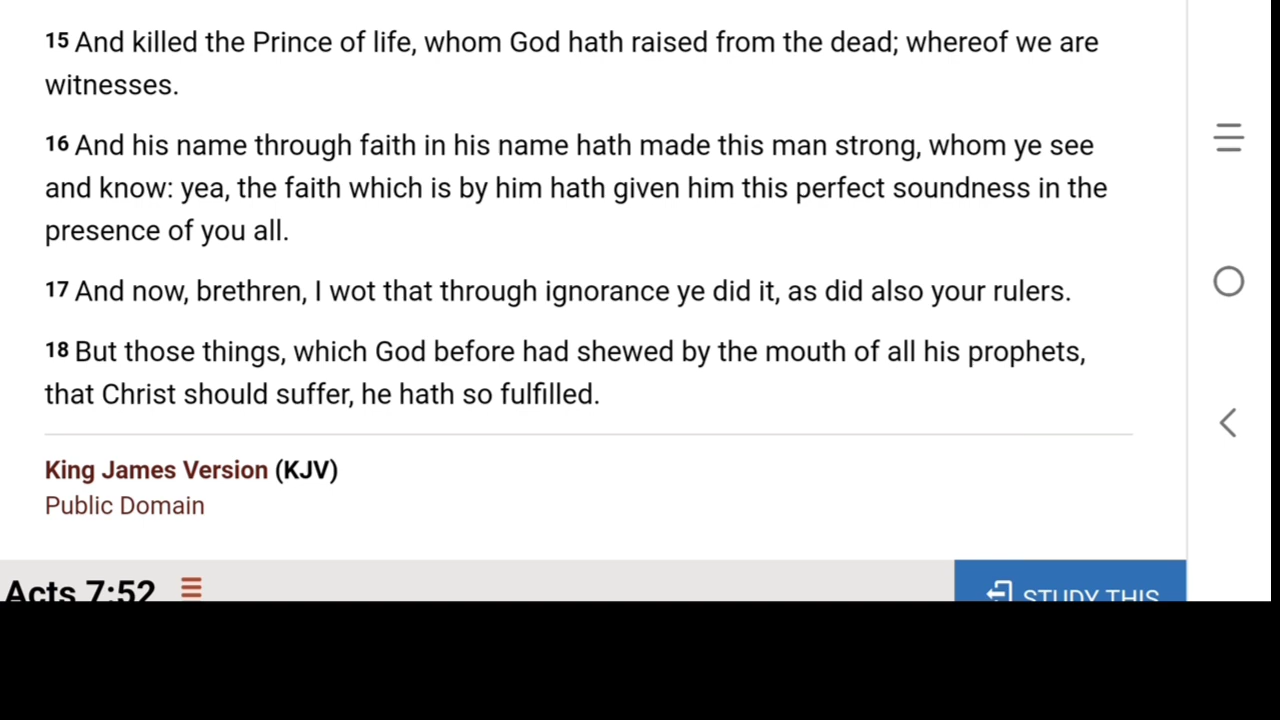 15 And killed the Prince of life, whom God hath raised from the dead; whereof we are
witnesses.
16 And his name through faith in his name hath made this man strong, whom ye see
and know: yea, the faith which is by him hath given him this perfect soundness in the
presence of you all.
17 And now, brethren, I wot that through ignorance ye did it, as did also your rulers.
18 But those things, which God before had shewed by the mouth of all his prophets,
that Christ should suffer, he hath so fulfilled.
King James Version (KJV)
Public Domain
Acts 7:52
STUDY THIS